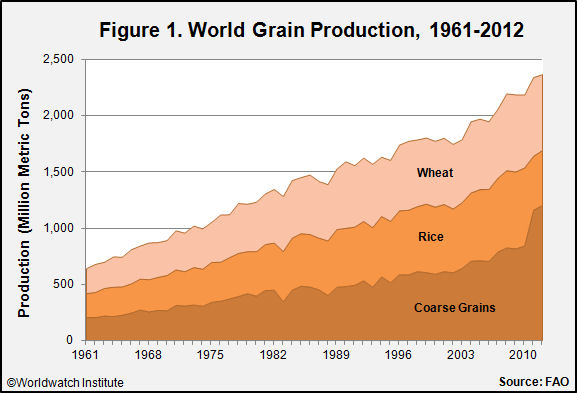 Figure 1. World Grain Production, 1961-2012
Production (Million Metric Tons)
2,500
2,000
1,500
1,000
500
0
Wheat
Rice
Coarse Grains
1961 1968 1975 1982 1989 1996 2003 2010
©Worldwatch Institute
Source: FAO